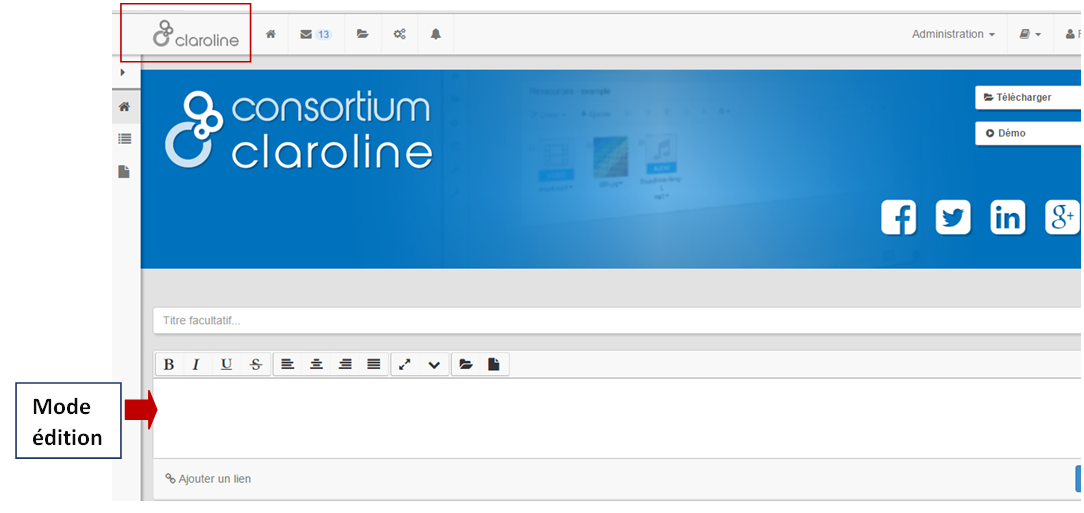 claroline
13
Administration
consortium
claroline
Télécharger
Démo
Titre facultatif...
B I U S
Mode
édition
Ajouter un lien